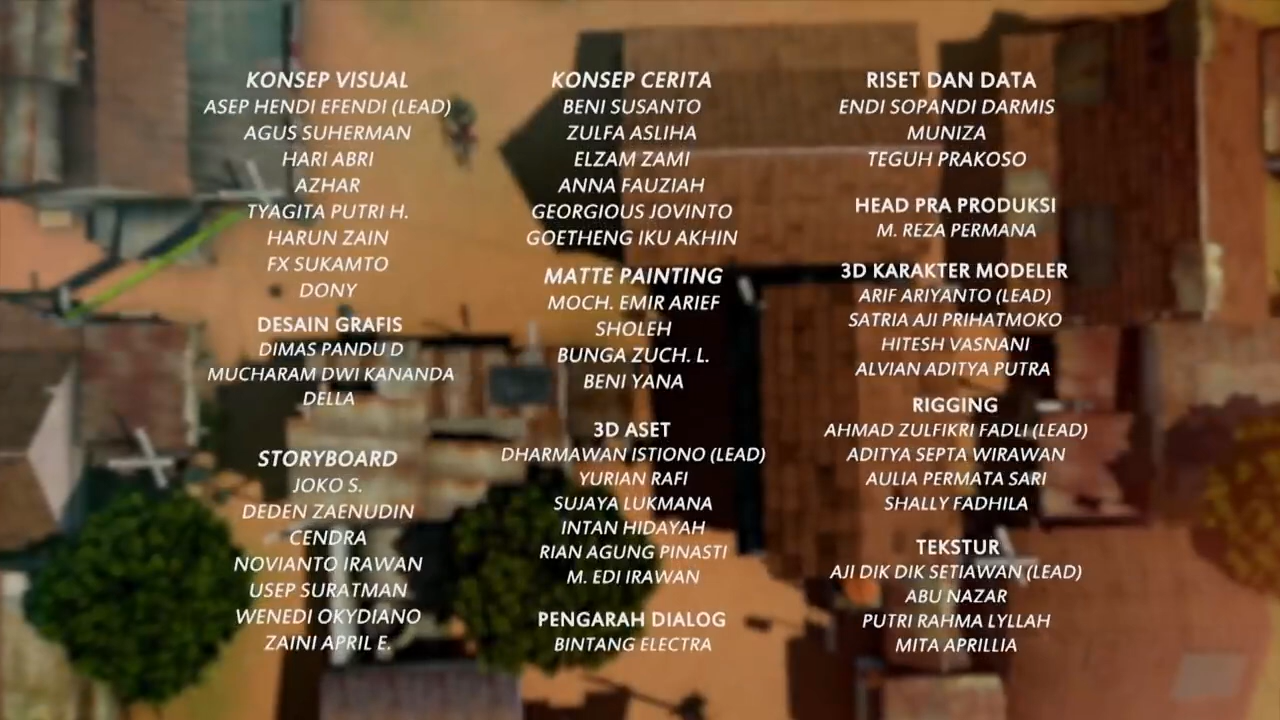 KONSEP VISUAL
ASEP HENDI EFENDI (LEAD)
AGUS SUHERMAN
HARI ABRI
AZHAR
TYAGITA PUTRI H.
HARUN ZAIN
FX SUKAMTO
DONY
DESAIN GRAFIS
DIMAS PANDU D
MUCHARAM DWI KANANDA
DELLA
STORYBOARD
JOKO S.
DEDEN ZAENUDIN
CENDRA
NOVIANTO IRAWAN
USEP SURATMAN
WENEDI OKYDIANO
ZAINI APRIL E.
KONSEP CERITA
BENI SUSANTO
ZULFA ASLIHA
ELZAM ZAMI
ANNA FAUZIAH
GEORGIOUS JOVINTO
GOETHENG IKU AKHIN
MATTE PAINTING
MOCH. EMIR ARIEF
SHOLEH
BUNGA ZUCH. L.
BENI YANA
3D ASET
DHARMAWAN ISTIONO (LEAD)
YURIAN RAFI
SUJAYA LUKMANA
INTAN HIDAYAH
RIAN AGUNG PINASTI
M. EDI IRAWAN
PENGARAH DIALOG
BINTANG ELECTRA
RISET DAN DATA
ENDI SOPANDI DARMIS
MUNIZA
TEGUH PRAKOSO
HEAD PRA PRODUKSI
M. REZA PERMANA
3D KARAKTER MODELER
ARIF ARIYANTO (LEAD)
SATRIA AJI PRIHATMOKO
HITESH VASNANI
ALVIAN ADITYA PUTRA
RIGGING
AHMAD ZULFIKRI FADLI (LEAD)
ADITYA SEPTA WIRAWAN
AULIA PERMATA SARI
SHALLY FADHILA
TEKSTUR
AJI DIK DIK SETIAWAN (LEAD)
ABU NAZAR
PUTRI RAHMA LYLLAH
MITA APRILLIA